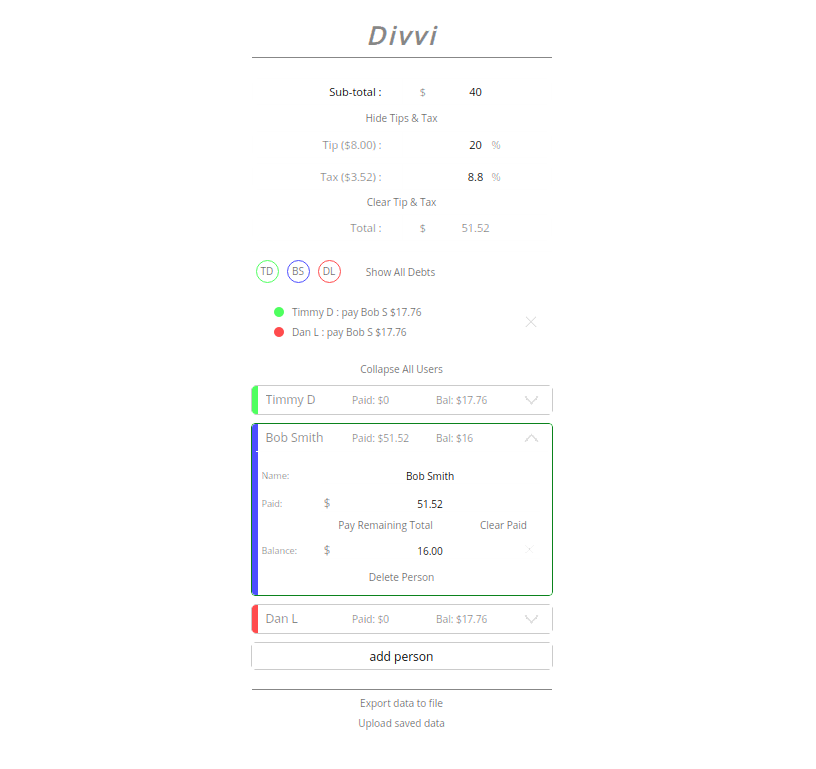 Divvi
Sub-total : $ 40
Hide Tips & Tax
Tip ($8.00) : 20 %
Tax ($3.52) : 8.8 %
Clear Tip & Tax
Total : $ 51.52
TD BS DL Show All Debts
Timmy D : pay Bob S $17.76
Dan L : pay Bob S $17.76
Collapse All Users
Timmy D Paid: $0 Bal: $17.76
Bob Smith Paid: $51.52 Bal: $16
Name: Bob Smith
Paid: $ 51.52
Pay Remaining Total Clear Paid
Balance: $ 16.00
Delete Person
Dan L Paid: $0 Bal: $17.76
add person
Export data to file
Upload saved data